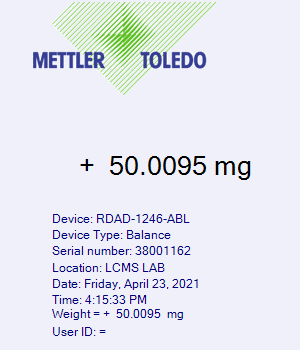 METTLER TOLEDO
+ 50.0095 mg
Device: RDAD-1246-ABL
Device Type: Balance
Serial number: 38001162
Location: LCMS LAB
Date: Friday, April 23, 2021
Time: 4:15:33 PM
Weight = + 50.0095 mg
User ID: =